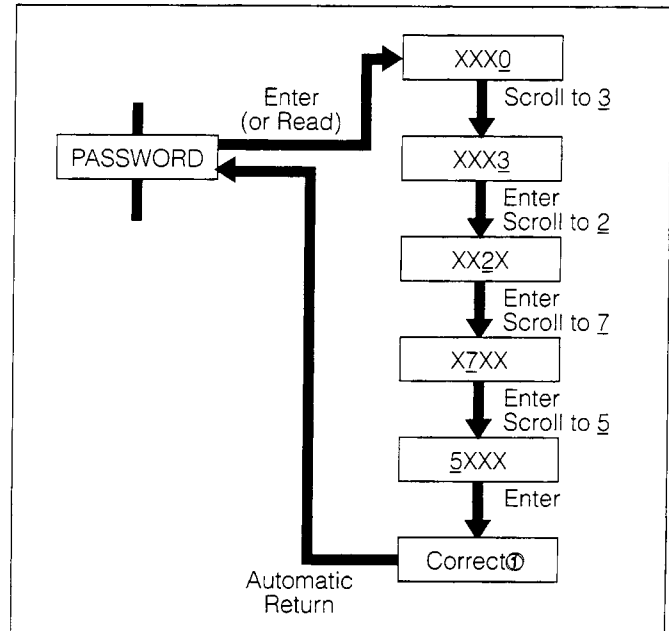 XXX0
Scroll to 3
Enter
(or Read)
PASSWORD
XXX3
Enter
Scroll to 2
XX2X
Enter
Scroll to 7
X7XX
Enter
Scroll to 5
5XXX
Enter
Correct①
Automatic
Return